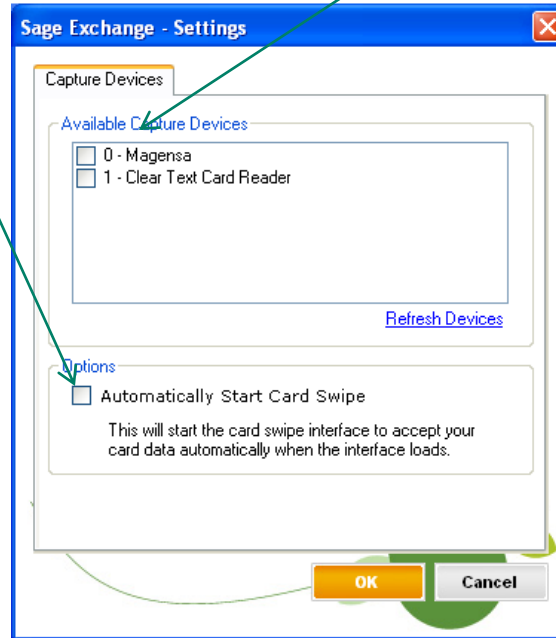 Sage Exchange - Settings
Capture Devices
Available Capture Devices
0 - Magensa
1 - Clear Text Card Reader
Refresh Devices
Options
Automatically Start Card Swipe
This will start the card swipe interface to accept your
card data automatically when the interface loads.
OK
Cancel